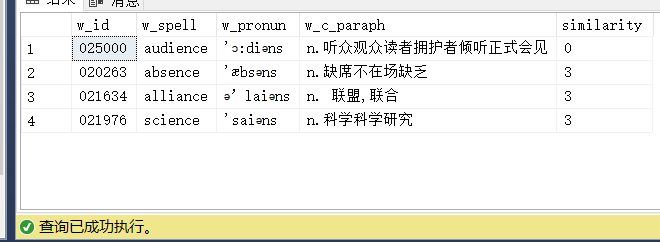 结果 消息
w_id w_spell w_pronun w_c_paraph similarity
1 025000 audience 'ɔ:diəns n.听众观众读者拥护者倾听正式会见 0
2 020263 absence 'æbsəns n.缺席不在场缺乏 3
3 021634 alliance ə' laiəns n. 联盟,联合 3
4 021976 science 'saiəns n.科学科学研究 3
查询已成功执行。